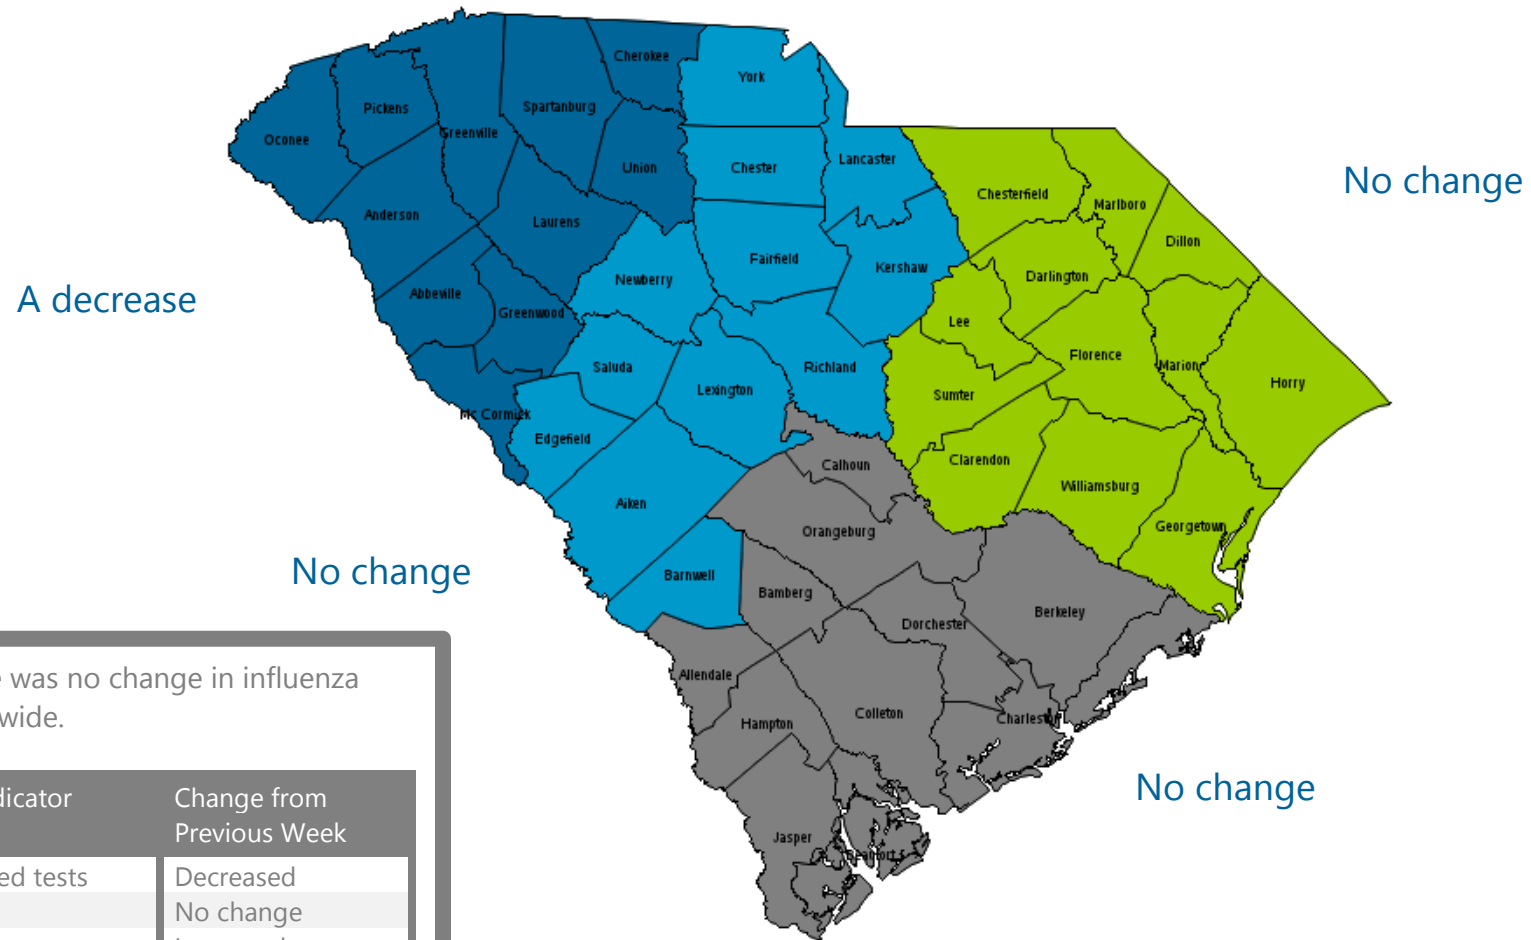 Cherokee
York
Pickens
Spartanburg
Greenville
Oconee
Union
Chester
Lancaster
No change
Chesterfield
Marlboro
Anderson
Laurens
Dillon
Fairfield
Kershaw
Newberry
Darlington
A decrease
Abbeville
Greenwood
Lee
Florence
Saluda
Richland
Marion
Horry
Lexington
Sumter
Mc Cormick
Edgefield
Calhoun
Clarendon
Williamsburg
Aiken
Orangeburg
Georgetown
No change
Barnwell
Bamberg
Berkeley
Dorchester
Allendale
Colleton
Hampton
Charleston
No change
Jasper
Beaufort
was no change in influenza
wide.
dicator
Change from
Previous Week
ed tests
Decreased
No change